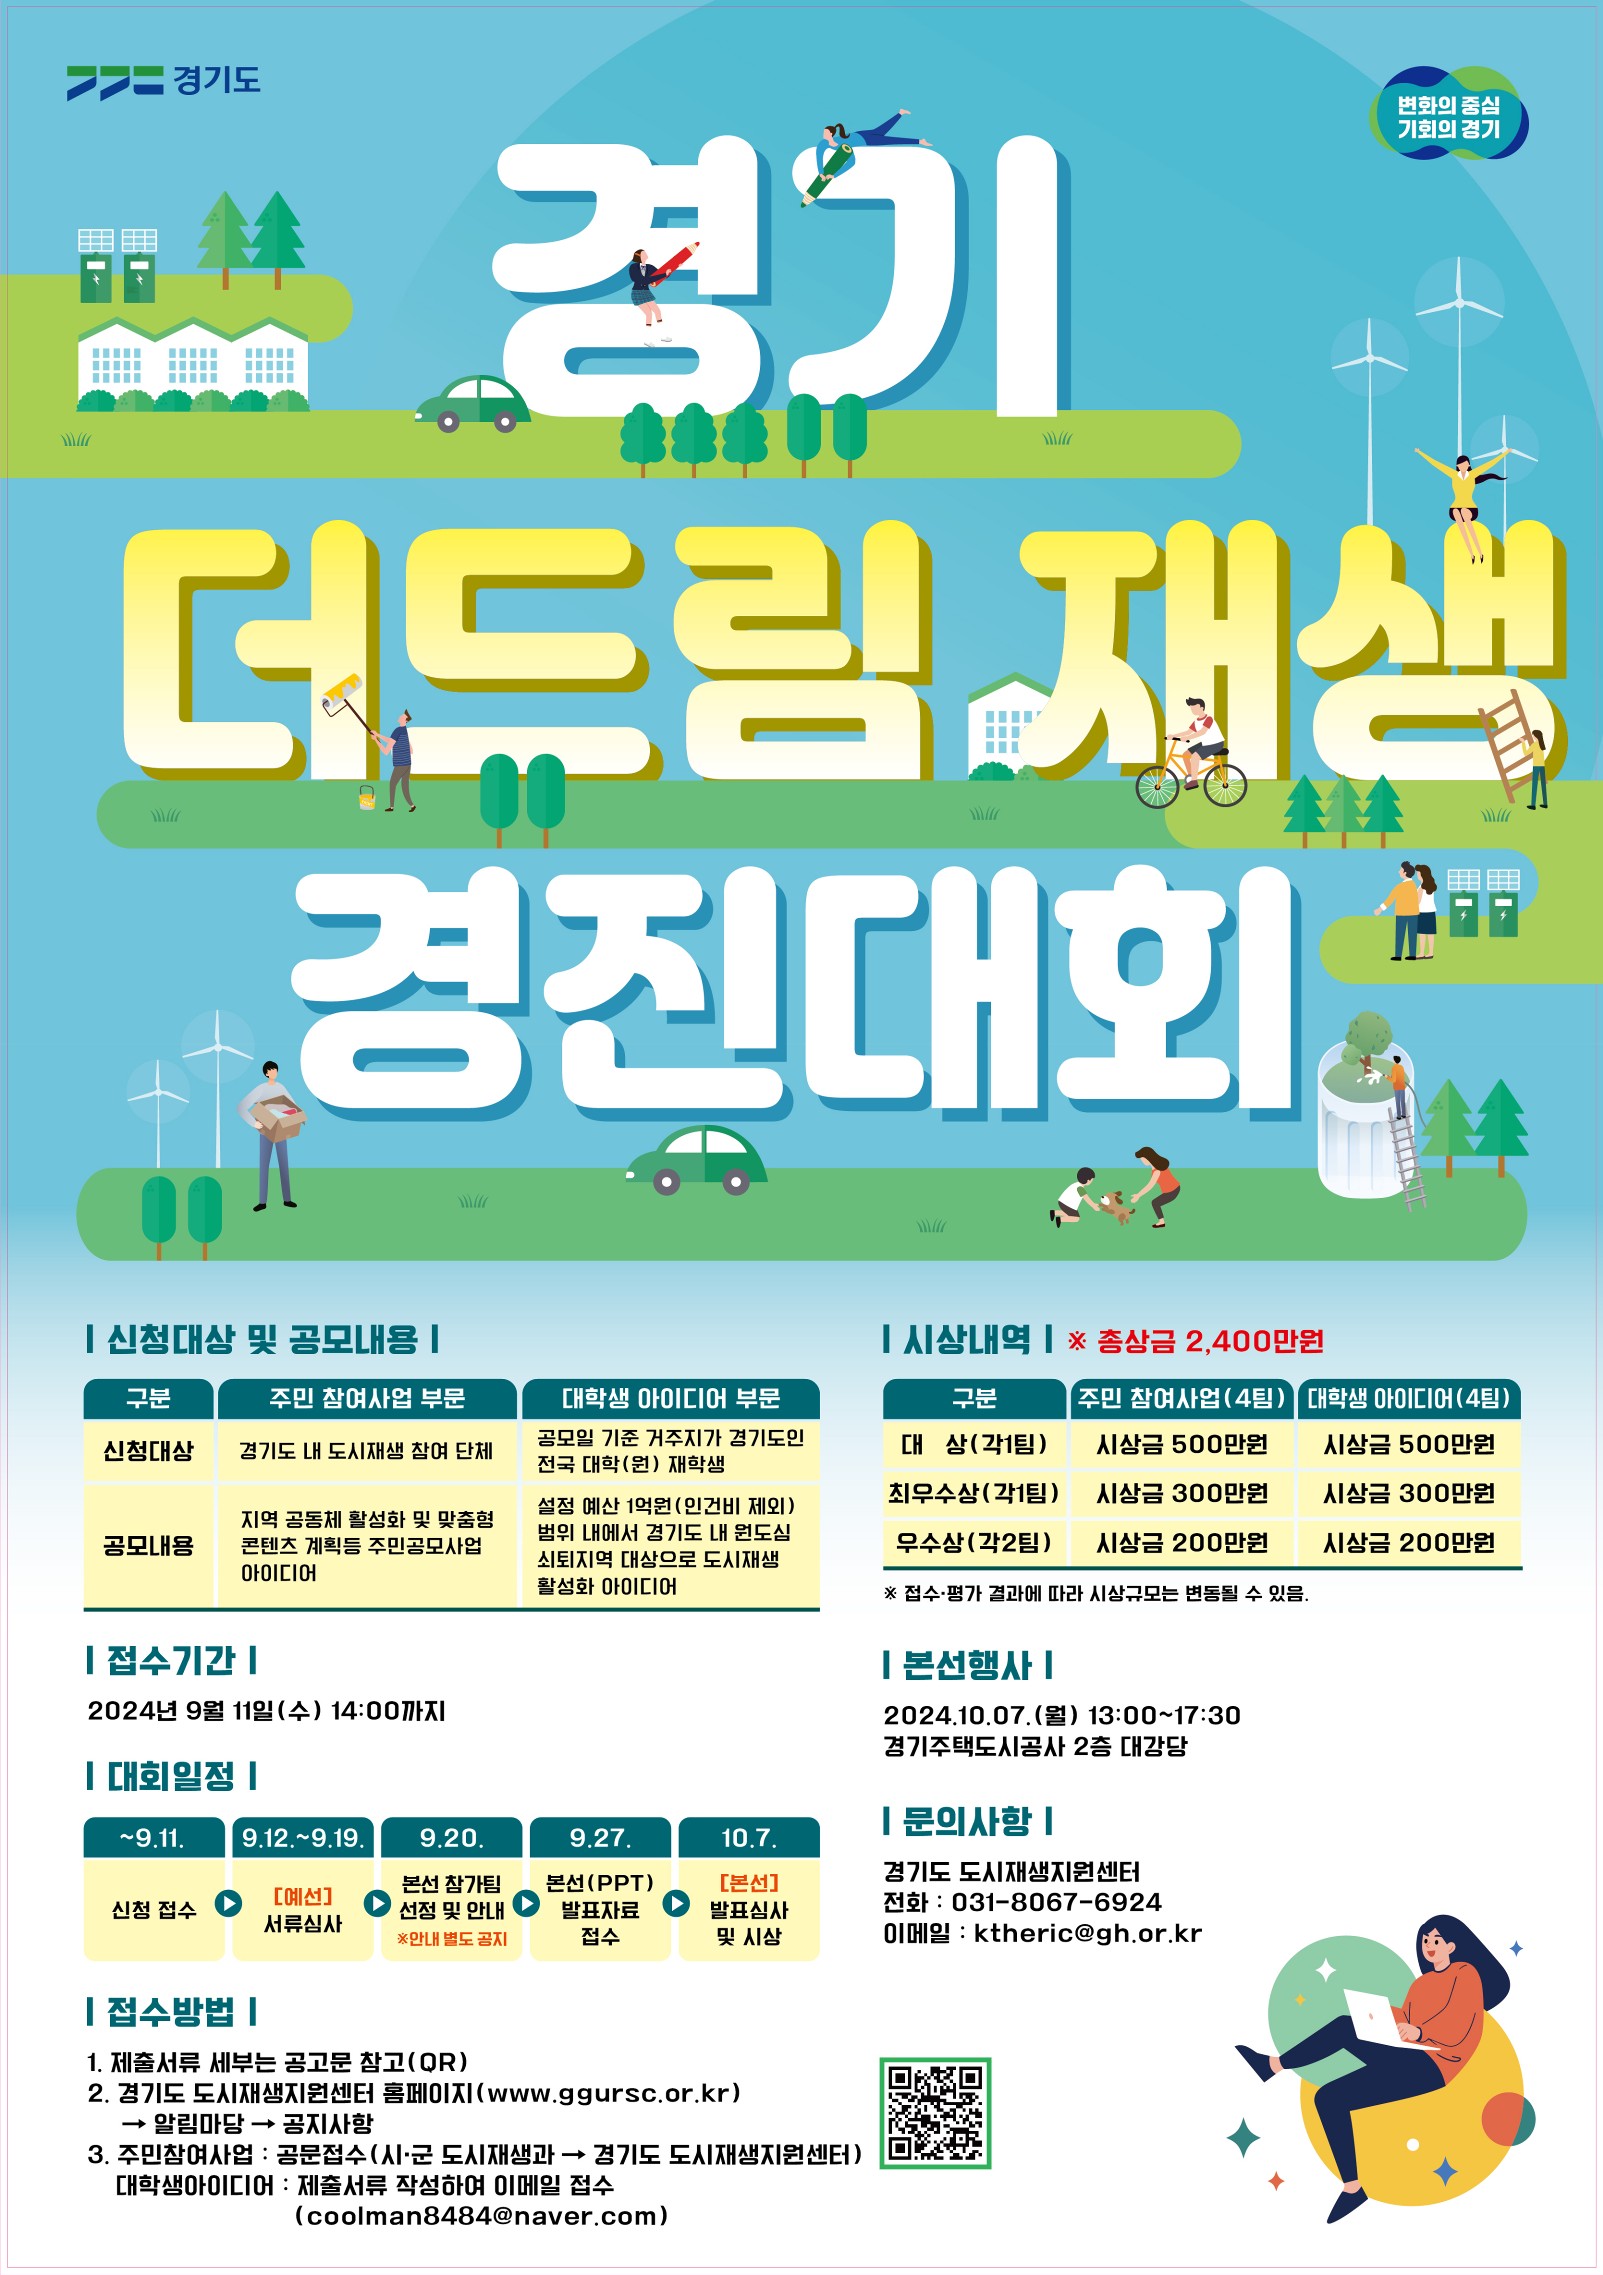 경기도
변화의 중심
기회의 경기
경기
더드림 재생
경진대회
| 신청대상 및 공모내용 |
구분 주민 참여사업 부문 대학생 아이디어 부문
신청대상 경기도 내 도시재생 참여 단체 공모일 기준 거주지가 경기도인
전국 대학(원) 재학생
공모내용
지역 공동체 활성화 및 맞춤형
콘텐츠 계획등 주민공모사업
아이디어
설정 예산 1억원(인건비 제외)
범위 내에서 경기도 내 원도심
쇠퇴지역 대상으로 도시재생
활성화 아이디어
| 접수기간 |
2024년 9월 11일(수) 14:00까지
| 대회일정 |
~9.11. 9.12.~9.19. 9.20. 9.27. 10.7.
신청 접수
[예선]
서류심사
본선 참가팀
선정 및 안내
※안내 별도 공지
본선(PPT)
발표자료
접수
[본선]
발표심사
및 시상
| 접수방법 |
1. 제출서류 세부는 공고문 참고(QR)
2. 경기도 도시재생지원센터 홈페이지(www.ggursc.or.kr)
→ 알림마당 → 공지사항
3. 주민참여사업 : 공문접수(시·군 도시재생과 → 경기도 도시재생지원센터)
대학생아이디어 : 제출서류 작성하여 이메일 접수
(coolman8484@naver.com)
| 시상내역 | ※ 총상금 2,400만원
구분 주민 참여사업(4팀) 대학생 아이디어(4팀)
대 상(각1팀) 시상금 500만원 시상금 500만원
최우수상(각1팀) 시상금 300만원 시상금 300만원
우수상(각2팀) 시상금 200만원 시상금 200만원
※ 접수·평가 결과에 따라 시상규모는 변동될 수 있음.
| 본선행사 |
2024.10.07.(월) 13:00~17:30
경기주택도시공사 2층 대강당
| 문의사항 |
경기도 도시재생지원센터
전화 : 031-8067-6924
이메일 : ktheric@gh.or.kr